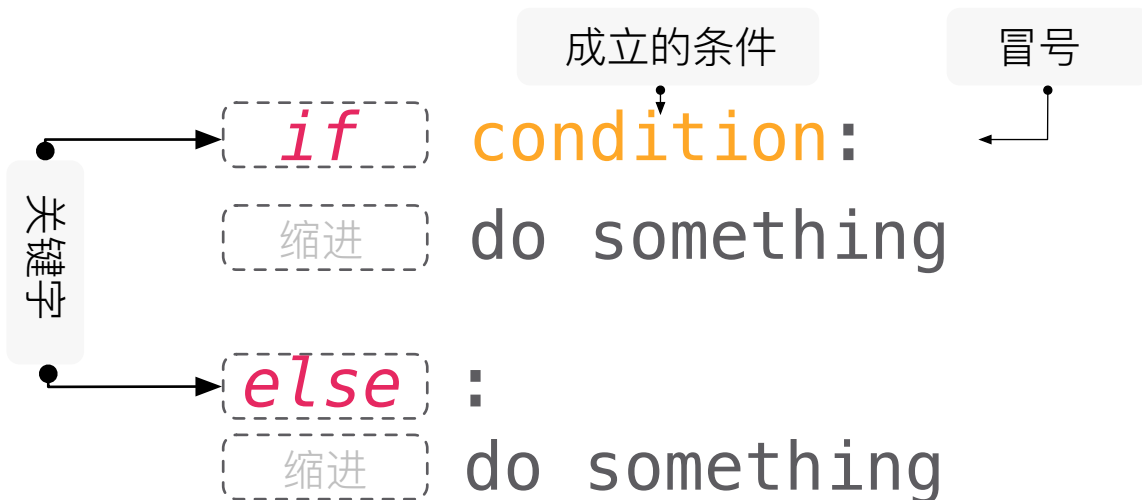 成立的条件
冒号
关键字
if condition:
缩进 do something
else :
缩进 do something